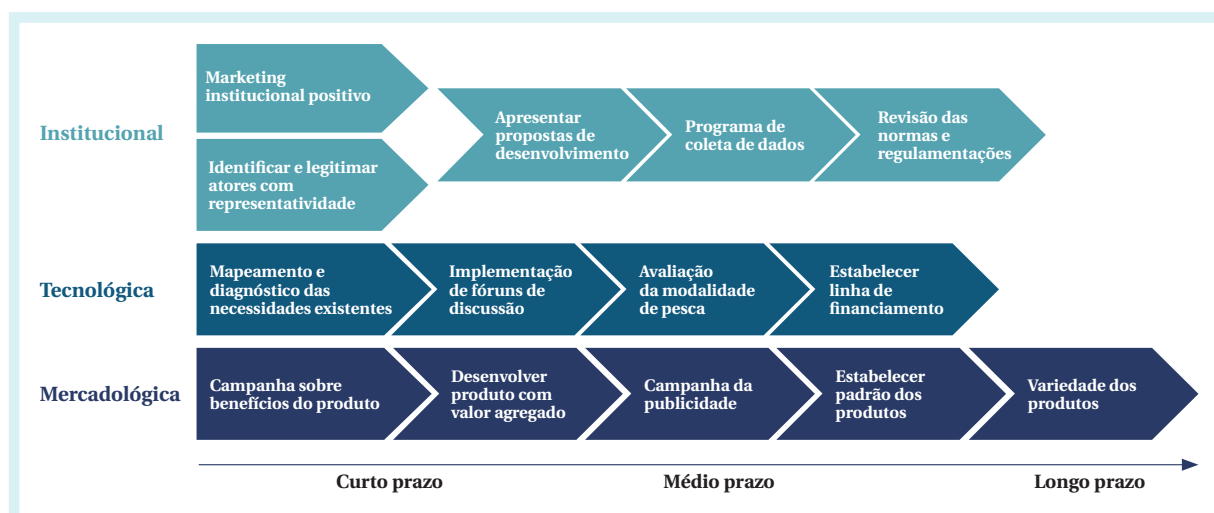 Institucional
Marketing
institucional positivo
Identificar e legitimar
atores com
representatividade
Apresentar
propostas de
desenvolvimento
Programa de
coleta de dados
Revisão das
normas e
regulamentações
Tecnológica
Mapeamento e
diagnóstico das
necessidades existentes
Implementação
de fóruns de
discussão
Avaliação
da modalidade
de pesca
Estabelecer
linha de
financiamento
Mercadológica
Campanha sobre
benefícios do produto
Desenvolver
produto com
valor agregado
Campanha da
publicidade
Estabelecer
padrão dos
produtos
Variedade dos
produtos
Curto prazo
Médio prazo
Longo prazo